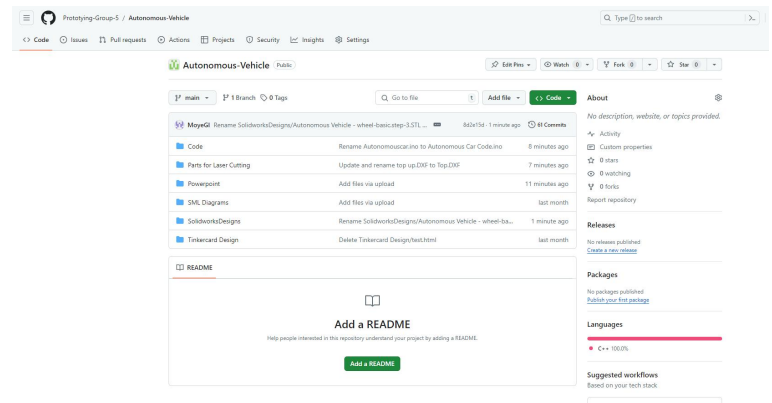 Prototying-Group-5 / Autonomous-Vehicle
Type / to search
Code Issues Pull requests Actions Projects Security Insights Settings
Autonomous-Vehicle Public
Edit Pins Watch 0 Fork 0 Star 0
main 1 Branch 0 Tags
Go to file t
Add file
Code
MoyeGI Rename SolidworksDesigns/Autonomous Vehicle - wheel-basic.step-3.STL ... 8d2e15d · 1 minute ago 61 Commits
Code Rename Autonomouscar.ino to Autonomous Car Code.ino 8 minutes ago
Parts for Laser Cutting Update and rename top up.DXF to Top.DXF 7 minutes ago
Powerpoint Add files via upload 11 minutes ago
SML Diagrams Add files via upload last month
SolidworksDesigns Rename SolidworksDesigns/Autonomous Vehicle - wheel-ba... 1 minute ago
Tinkercard Design Delete Tinkercard Design/test.html last month
README
Add a README
Help people interested in this repository understand your project by adding a README.
Add a README
About
No description, website, or topics provided.
Activity
Custom properties
0 stars
0 watching
0 forks
Report repository
Releases
No releases published
Create a new release
Packages
No packages published
Publish your first package
Languages
C++ 100.0%
Suggested workflows
Based on your tech stack